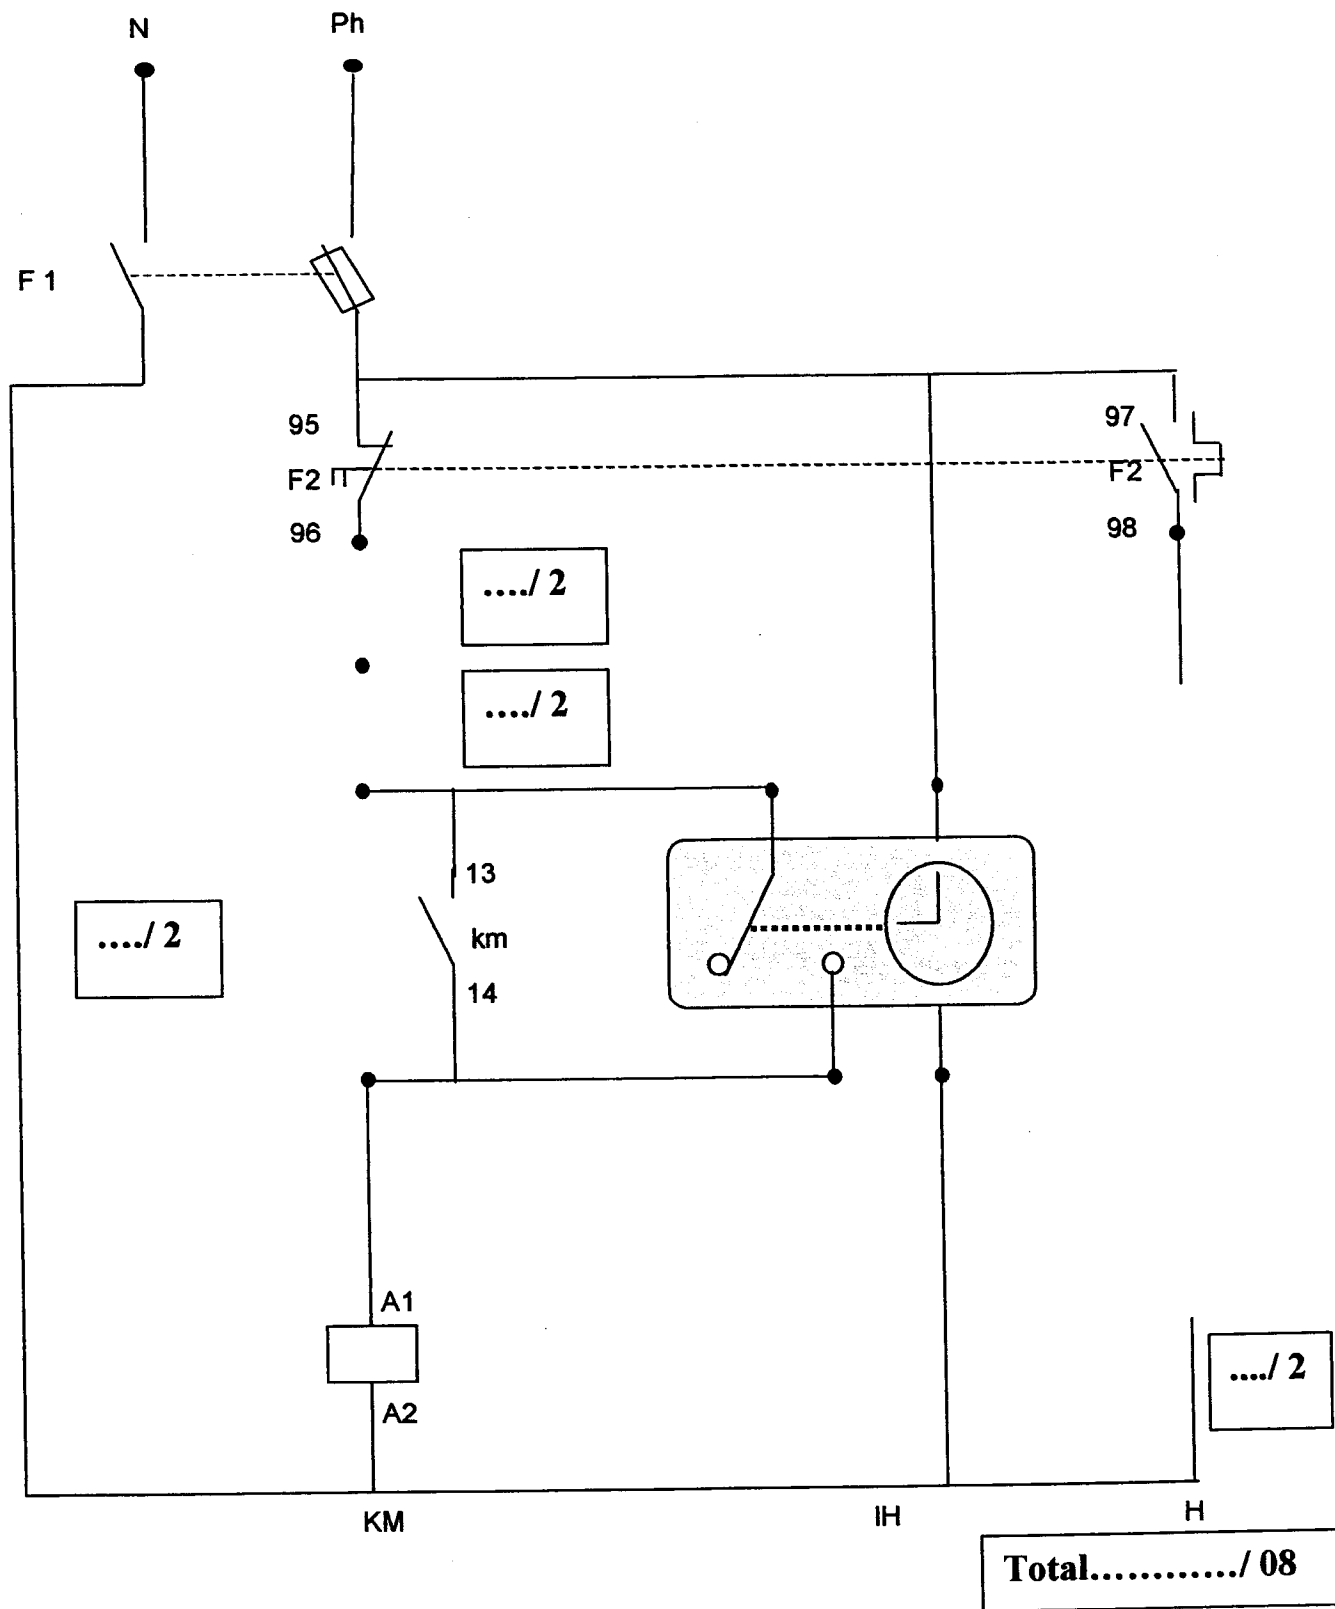 N
Ph
F 1
95
97
F2
F2
96
98
..../ 2
..../ 2
13
km
..../ 2
14
A1
..../ 2
A2
KM
IH
H
Total............/ 08